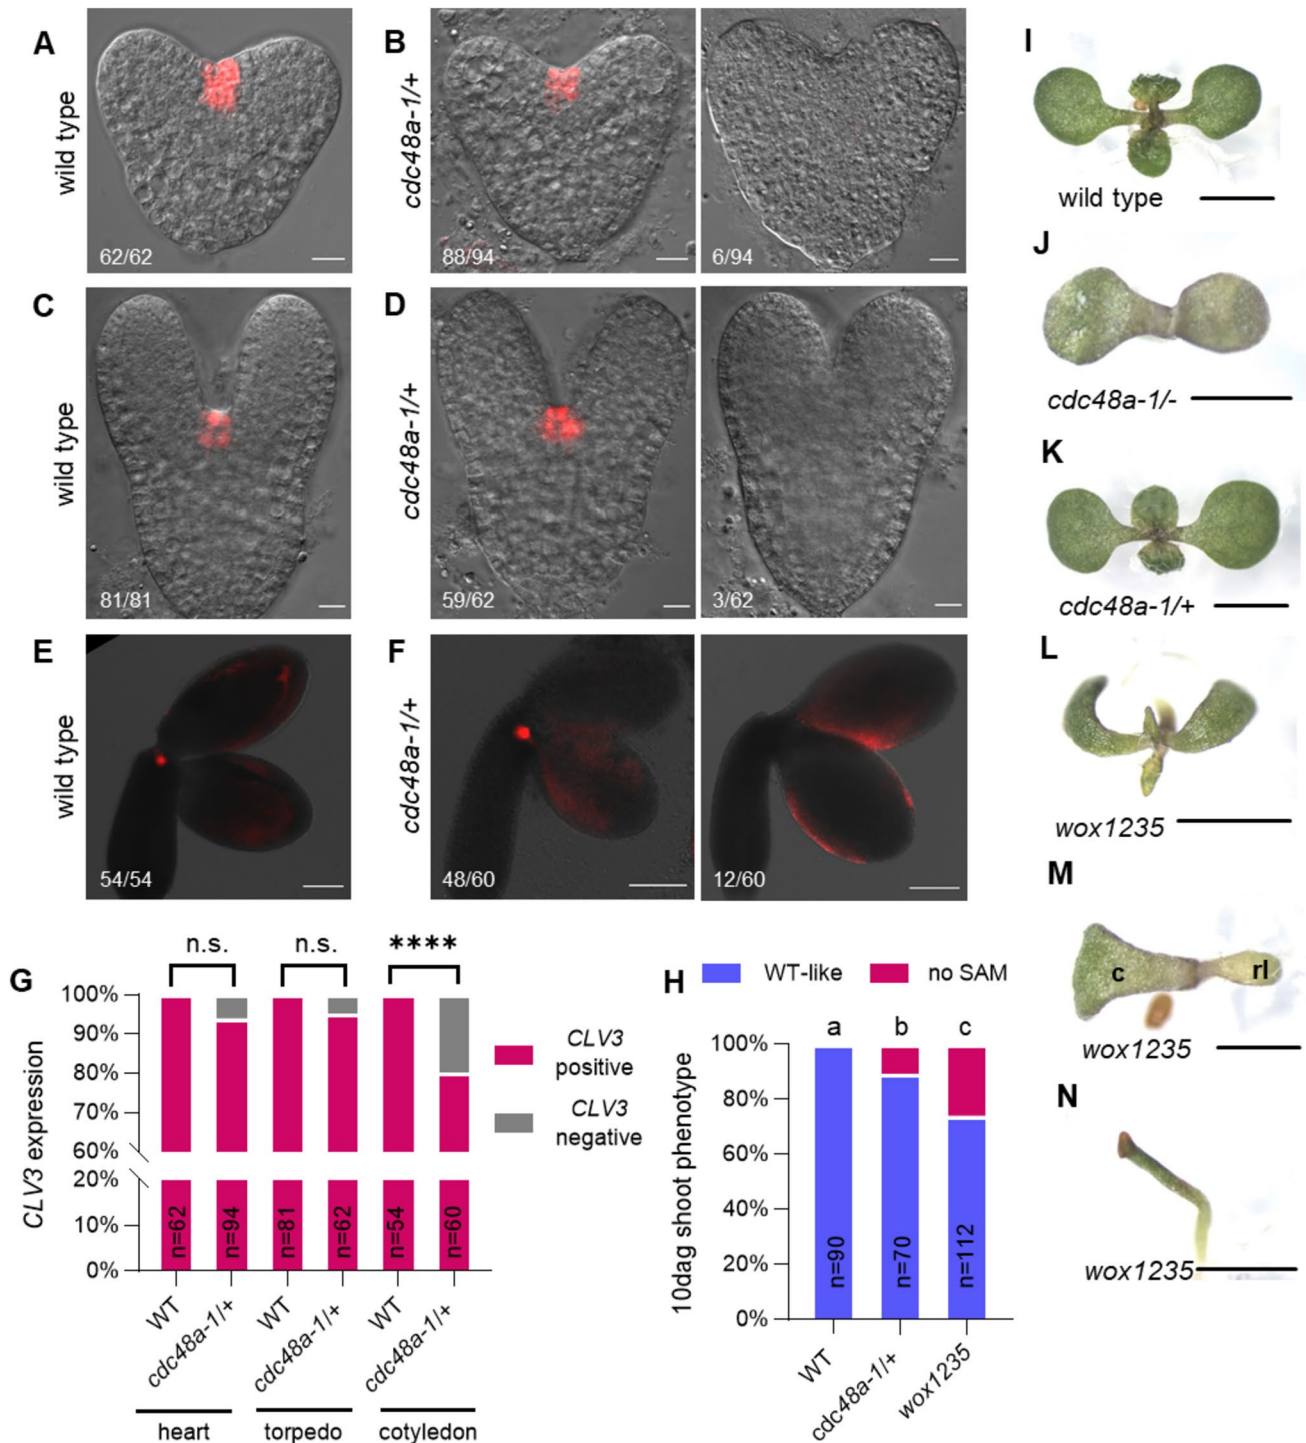 A
wild type
62/62
B
cdc48a-1/+
88/94
6/94
C
wild type
81/81
D
cdc48a-1/+
59/62
3/62
E
wild type
54/54
F
cdc48a-1/+
48/60
12/60
G
n.s.
n.s.
****
CLV3 expression
100%
90%
80%
70%
60%
20%
10%
0%
n=62
n=94
n=81
n=62
n=54
n=60
WT
cdc48a-1/+
WT
cdc48a-1/+
WT
cdc48a-1/+
heart
torpedo
cotyledon
CLV3
positive
CLV3
negative
H
WT-like
no SAM
10dag shoot phenotype
100%
80%
60%
40%
20%
0%
a
b
c
n=90
n=70
n=112
WT
cdc48a-1/+
wox1235
I
wild type
J
cdc48a-1/-
K
cdc48a-1/+
L
wox1235
M
c
rl
wox1235
N
wox1235